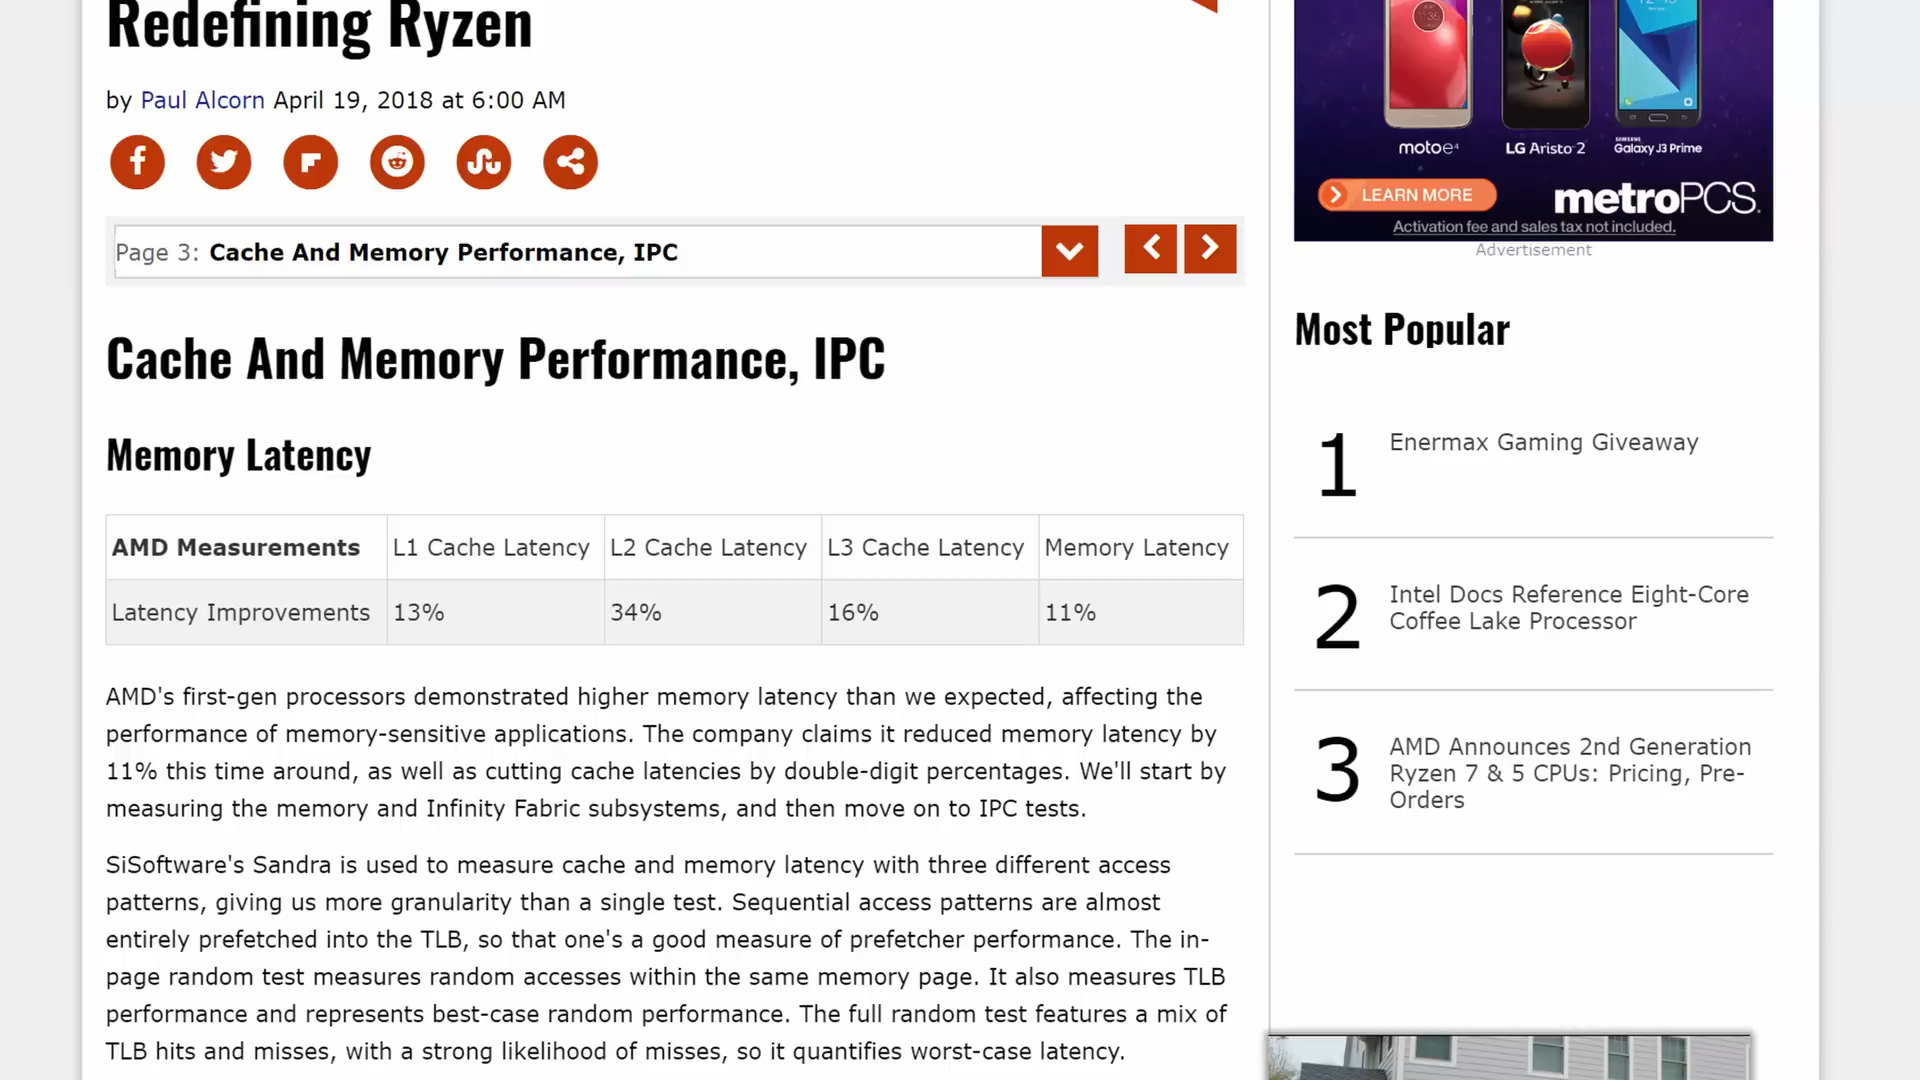 Redefining Ryzen
by Paul Alcorn April 19, 2018 at 6:00 AM
Page 3: Cache And Memory Performance, IPC
Cache And Memory Performance, IPC
Memory Latency
AMD Measurements L1 Cache Latency L2 Cache Latency L3 Cache Latency Memory Latency
Latency Improvements 13% 34% 16% 11%
AMD's first-gen processors demonstrated higher memory latency than we expected, affecting the
performance of memory-sensitive applications. The company claims it reduced memory latency by
11% this time around, as well as cutting cache latencies by double-digit percentages. We'll start by
measuring the memory and Infinity Fabric subsystems, and then move on to IPC tests.
SiSoftware's Sandra is used to measure cache and memory latency with three different access
patterns, giving us more granularity than a single test. Sequential access patterns are almost
entirely prefetched into the TLB, so that one's a good measure of prefetcher performance. The in-
page random test measures random accesses within the same memory page. It also measures TLB
performance and represents best-case random performance. The full random test features a mix of
TLB hits and misses, with a strong likelihood of misses, so it quantifies worst-case latency.
moto e⁴ LG Aristo 2 SAMSUNG Galaxy J3 Prime
LEARN MORE metroPCS.
Activation fee and sales tax not included.
Advertisement
Most Popular
1 Enermax Gaming Giveaway
2 Intel Docs Reference Eight-Core
Coffee Lake Processor
3 AMD Announces 2nd Generation
Ryzen 7 & 5 CPUs: Pricing, Pre-
Orders